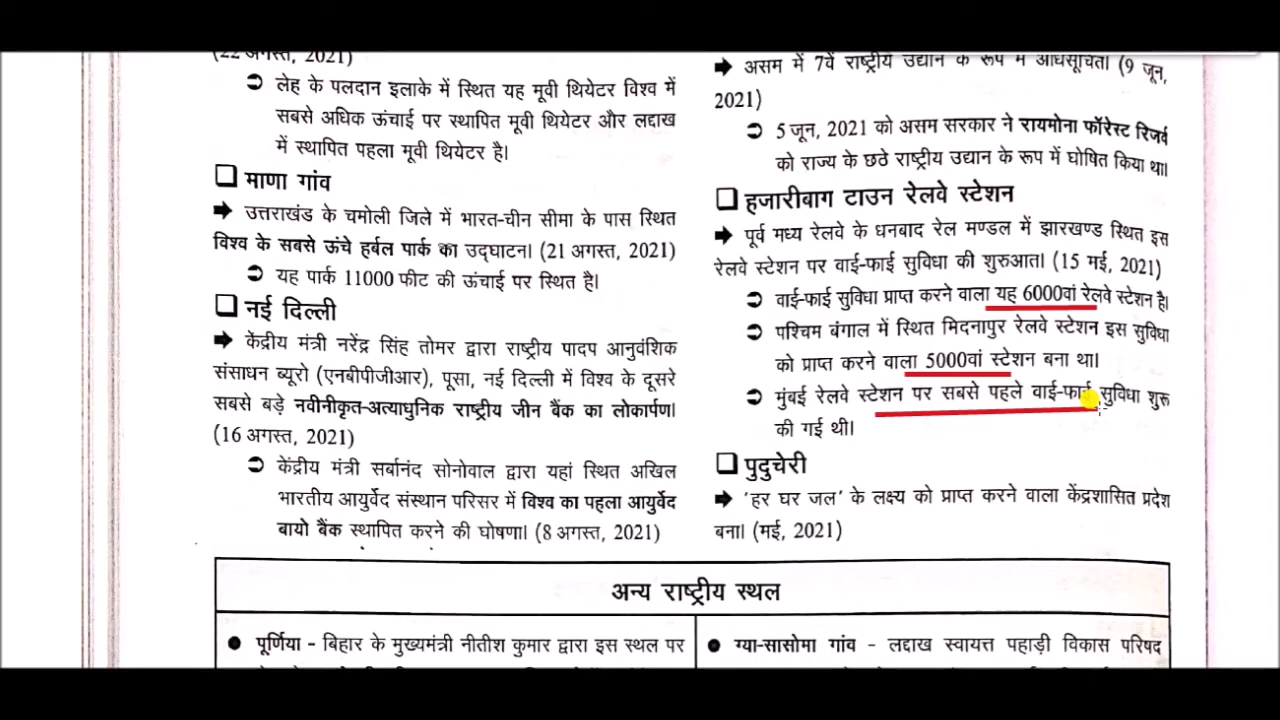 (22 अगस्त, 2021)
➲ लेह के पलदान इलाके में स्थित यह मूवी थियेटर विश्व में
सबसे अधिक ऊंचाई पर स्थापित मूवी थियेटर और लद्दाख
में स्थापित पहला मूवी थियेटर है।
❑ माणा गांव
➡ उत्तराखंड के चमोली जिले में भारत-चीन सीमा के पास स्थित
विश्व के सबसे ऊंचे हर्बल पार्क का उद्घाटन। (21 अगस्त, 2021)
➲ यह पार्क 11000 फीट की ऊंचाई पर स्थित है।
❑ नई दिल्ली
➡ केंद्रीय मंत्री नरेंद्र सिंह तोमर द्वारा राष्ट्रीय पादप आनुवंशिक
संसाधन ब्यूरो (एनबीपीजीआर), पूसा, नई दिल्ली में विश्व के दूसरे
सबसे बड़े नवीनीकृत-अत्याधुनिक राष्ट्रीय जीन बैंक का लोकार्पण।
(16 अगस्त, 2021)
➲ केंद्रीय मंत्री सर्बानंद सोनोवाल द्वारा यहां स्थित अखिल
भारतीय आयुर्वेद संस्थान परिसर में विश्व का पहला आयुर्वेद
बायो बैंक स्थापित करने की घोषणा। (8 अगस्त, 2021)
➡ असम में 7वें राष्ट्रीय उद्यान के रूप में अधिसूचित। (9 जून,
2021)
➲ 5 जून, 2021 को असम सरकार ने रायमोना फॉरेस्ट रिजर्व
को राज्य के छठे राष्ट्रीय उद्यान के रूप में घोषित किया था।
❑ हजारीबाग टाउन रेलवे स्टेशन
➡ पूर्व मध्य रेलवे के धनबाद रेल मण्डल में झारखण्ड स्थित इस
रेलवे स्टेशन पर वाई-फाई सुविधा की शुरुआत। (15 मई, 2021)
➲ वाई-फाई सुविधा प्राप्त करने वाला यह 6000वां रेलवे स्टेशन है।
➲ पश्चिम बंगाल में स्थित मिदनापुर रेलवे स्टेशन इस सुविधा
को प्राप्त करने वाला 5000वां स्टेशन बना था।
➲ मुंबई रेलवे स्टेशन पर सबसे पहले वाई-फाई सुविधा शुरू
की गई थी।
❑ पुदुचेरी
➡ 'हर घर जल' के लक्ष्य को प्राप्त करने वाला केंद्रशासित प्रदेश
बना। (मई, 2021)
अन्य राष्ट्रीय स्थल
● पूर्णिया - बिहार के मुख्यमंत्री नीतीश कुमार द्वारा इस स्थल पर
● ग्या-सासोमा गांव - लद्दाख स्वायत्त पहाड़ी विकास परिषद